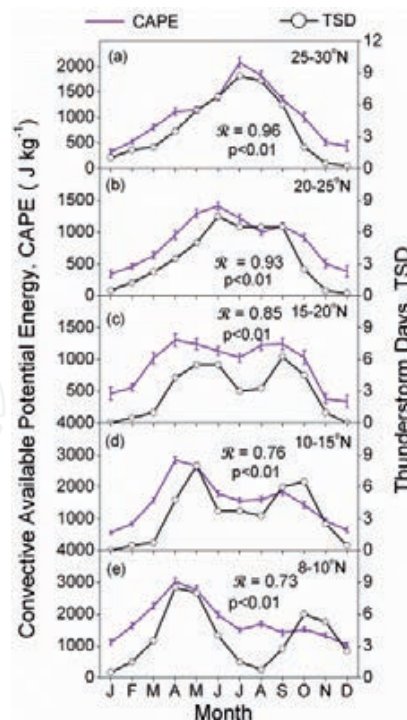 CAPE TSD
Convective Available Potential Energy, CAPE ( J kg-1)
Thunderstorm Days, TSD
(a) 25-30°N
2000
1500
1000
500
0
12
9
6
3
0
ℛ = 0.96
p<0.01
(b) 20-25°N
1500
1000
500
0
9
6
3
0
ℛ = 0.93
p<0.01
(c) 15-20°N
1500
1000
500
9
6
3
0
ℛ = 0.85
p<0.01
(d) 10-15°N
4000
3000
2000
1000
9
6
3
0
ℛ = 0.76
p<0.01
(e) 8-10°N
4000
3000
2000
1000
0
9
6
3
0
ℛ = 0.73
p<0.01
J F M A M J J A S O N D
Month